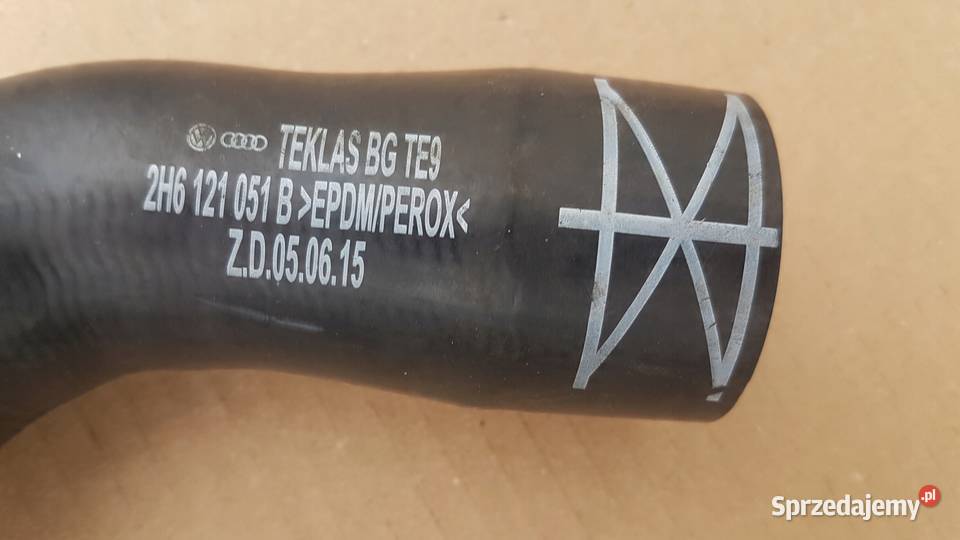 TEKLAS BG TE9
2H6 121 051 B >EPDM/PEROX<
Z.D.05.06.15
Sprzedajemy.pl